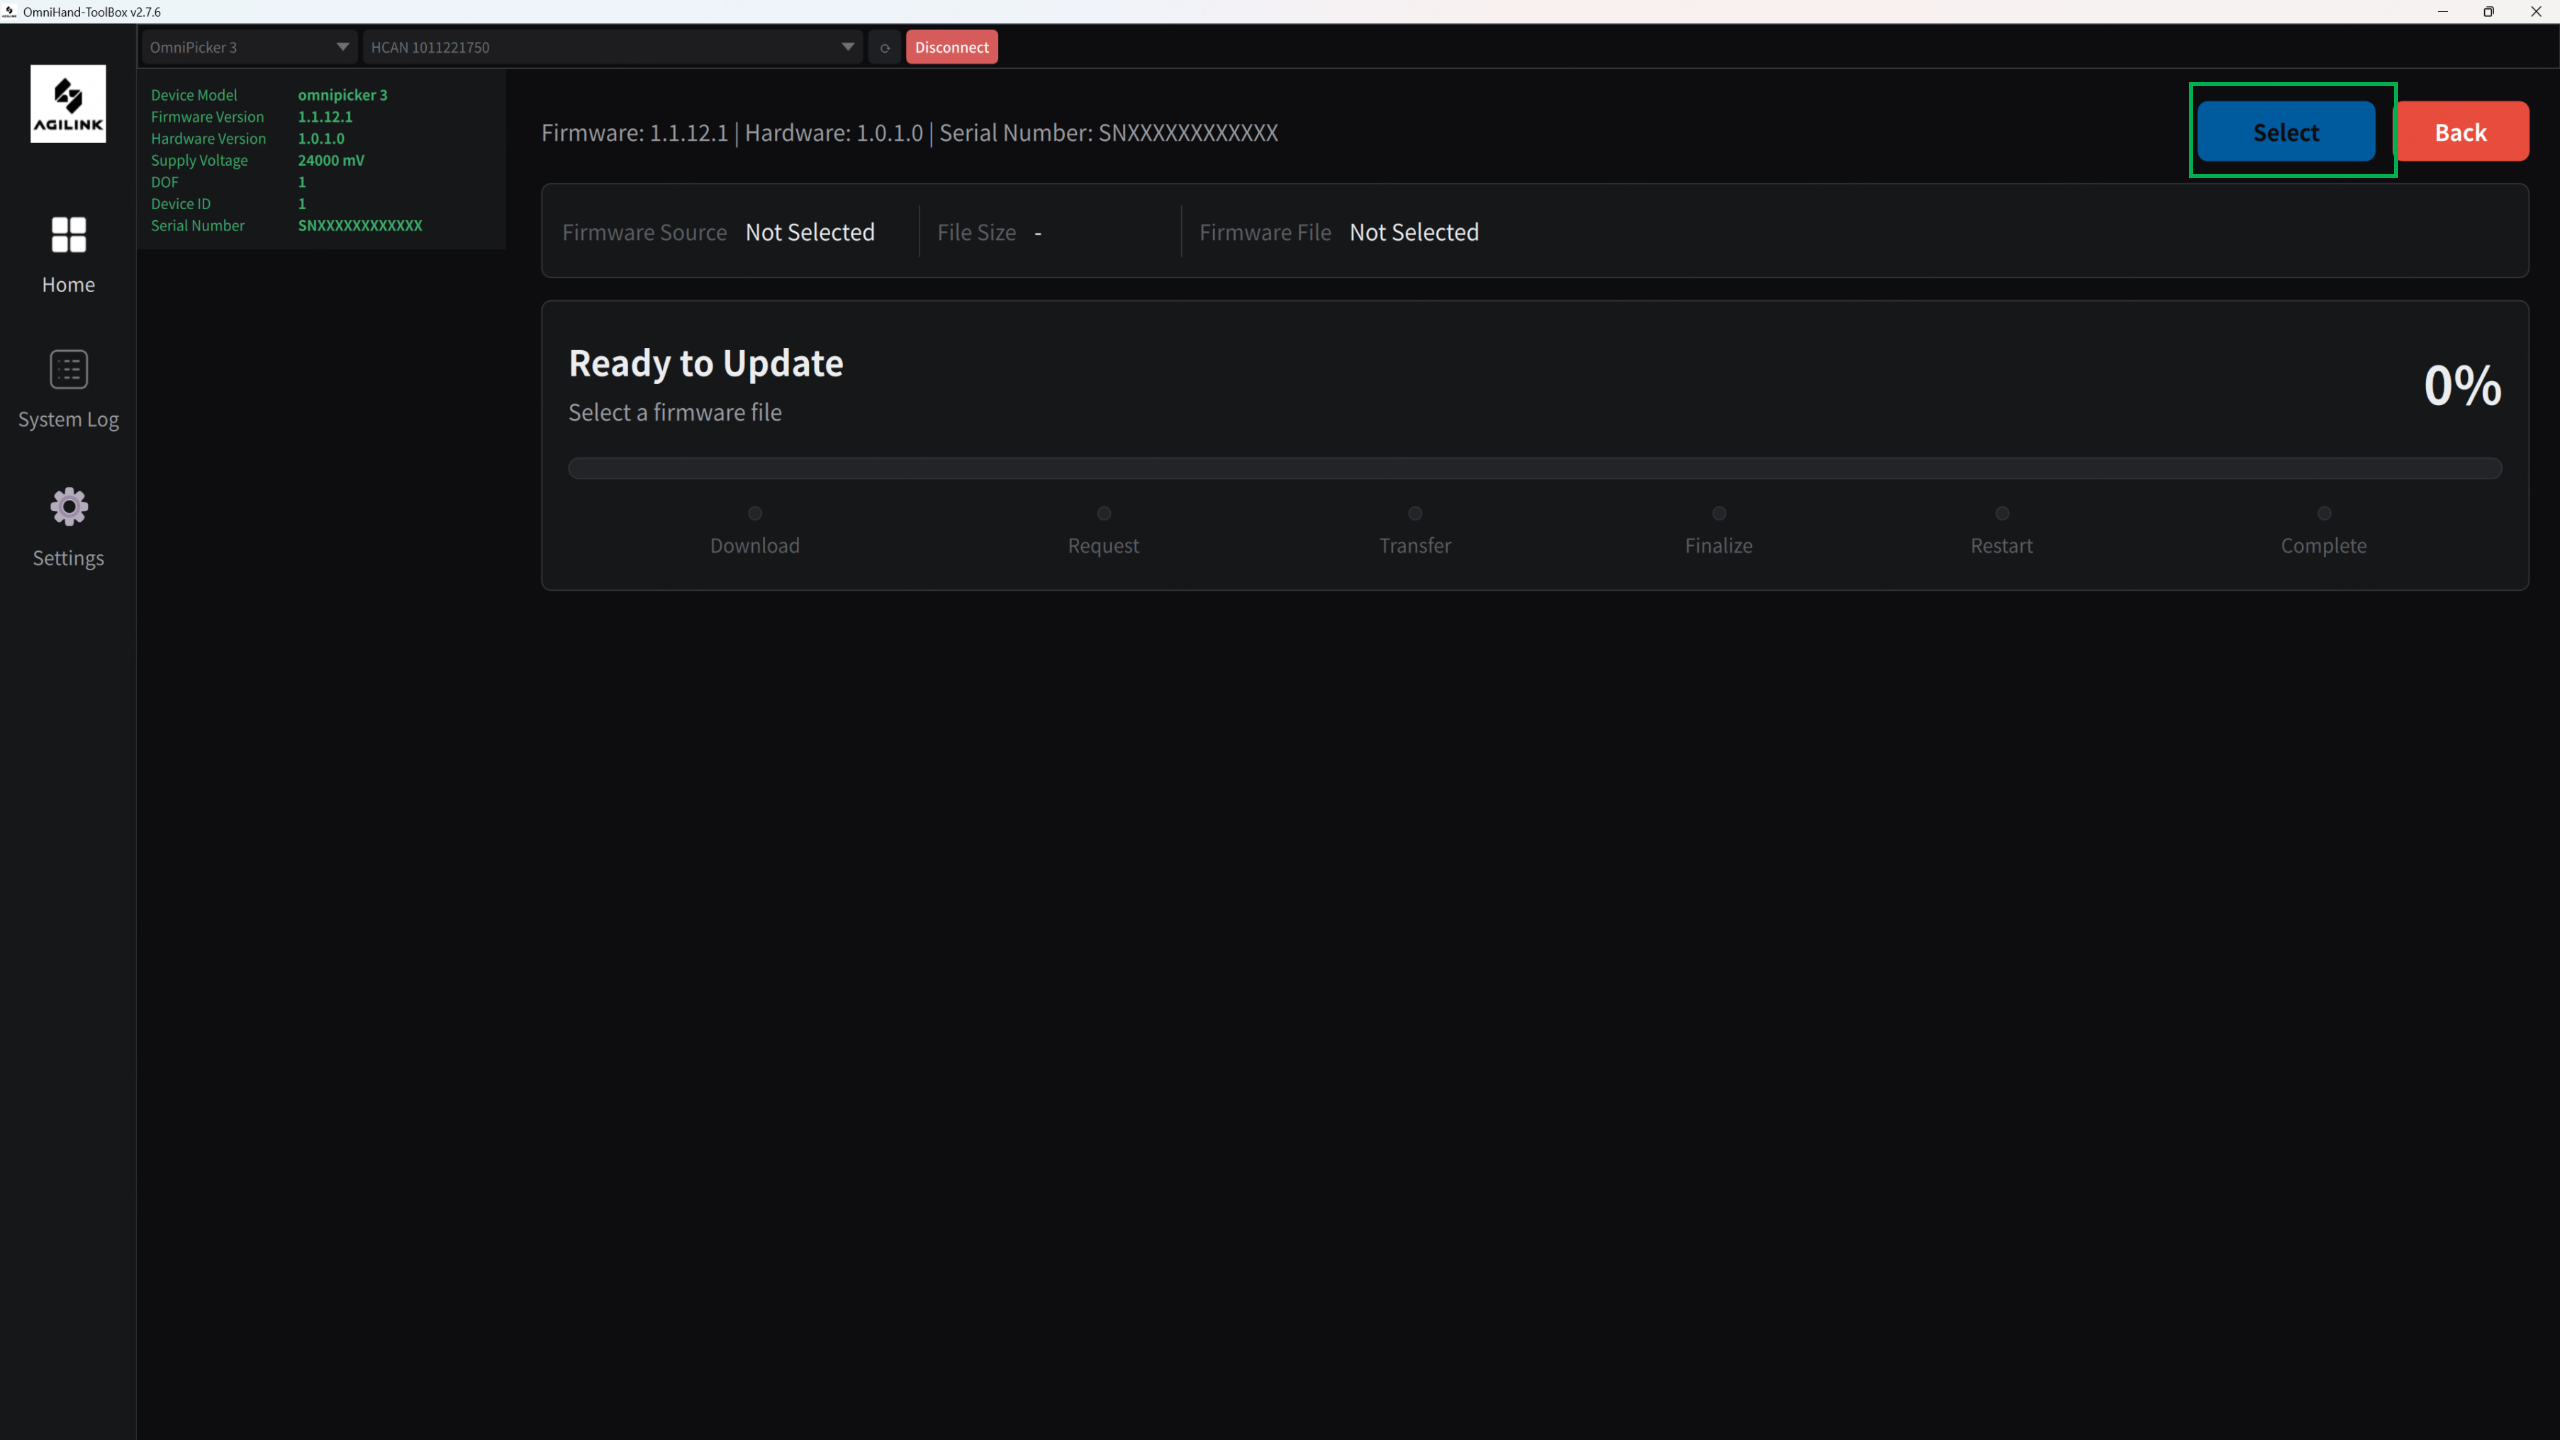 OmniHand-ToolBox v2.7.6
OmniPicker 3
HCAN 1011221750
Disconnect
AGILINK
Home
System Log
Settings
Device Model omnipicker 3
Firmware Version 1.1.12.1
Hardware Version 1.0.1.0
Supply Voltage 24000 mV
DOF 1
Device ID 1
Serial Number SNXXXXXXXXXXXX
Firmware: 1.1.12.1 | Hardware: 1.0.1.0 | Serial Number: SNXXXXXXXXXXXX
Select
Back
Firmware Source Not Selected
File Size -
Firmware File Not Selected
Ready to Update
Select a firmware file
0%
Download
Request
Transfer
Finalize
Restart
Complete